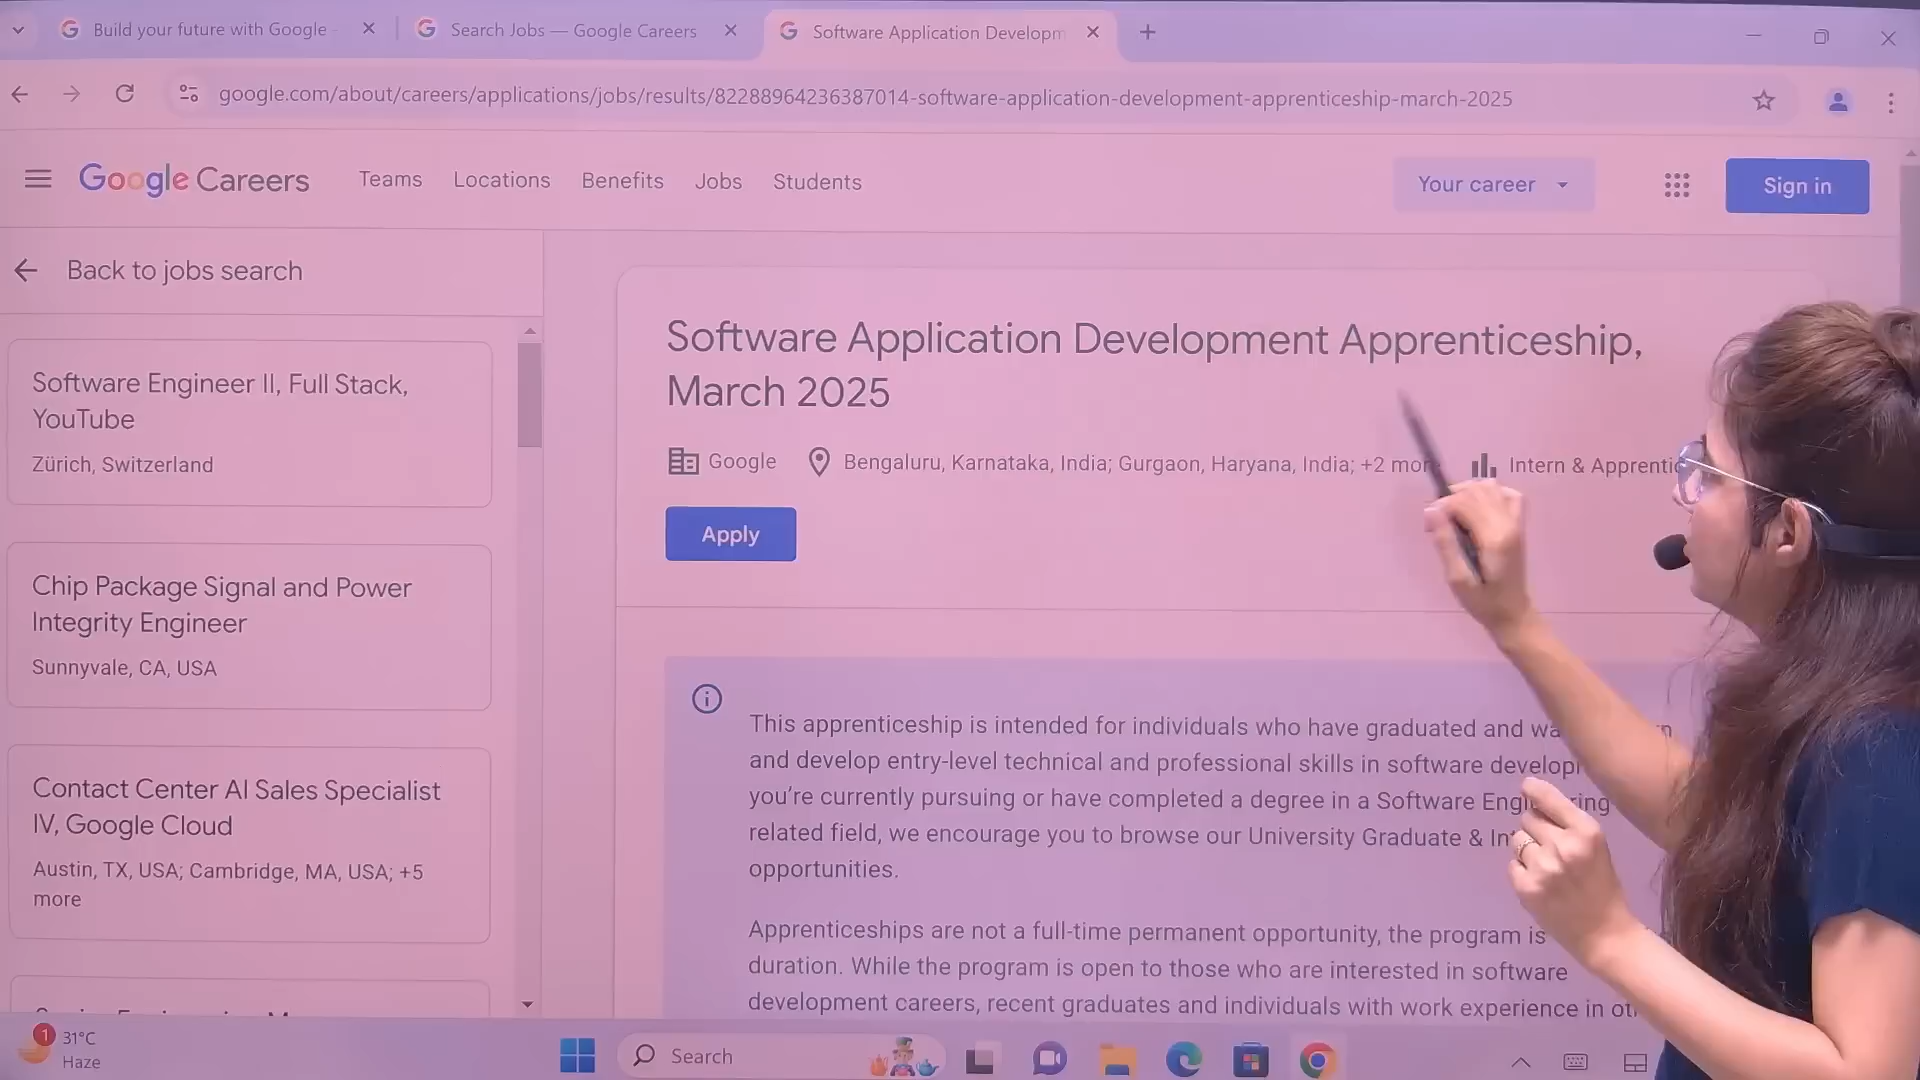 Build your future with Google
Search Jobs — Google Careers
Software Application Developm
google.com/about/careers/applications/jobs/results/82288964236387014-software-application-development-apprenticeship-march-2025
Google Careers
Teams
Locations
Benefits
Jobs
Students
Your career
Sign in
Back to jobs search
Software Engineer II, Full Stack,
YouTube
Zürich, Switzerland
Chip Package Signal and Power
Integrity Engineer
Sunnyvale, CA, USA
Contact Center AI Sales Specialist
IV, Google Cloud
Austin, TX, USA; Cambridge, MA, USA; +5
more
Software Application Development Apprenticeship,
March 2025
Google
Bengaluru, Karnataka, India; Gurgaon, Haryana, India; +2 mor
Intern & Apprentic
Apply
This apprenticeship is intended for individuals who have graduated and wa
and develop entry-level technical and professional skills in software develop
you're currently pursuing or have completed a degree in a Software Eng ring
related field, we encourage you to browse our University Graduate & In
opportunities.
Apprenticeships are not a full-time permanent opportunity, the program is
duration. While the program is open to those who are interested in software
development careers, recent graduates and individuals with work experience in ot
1
31°C
Haze
Search